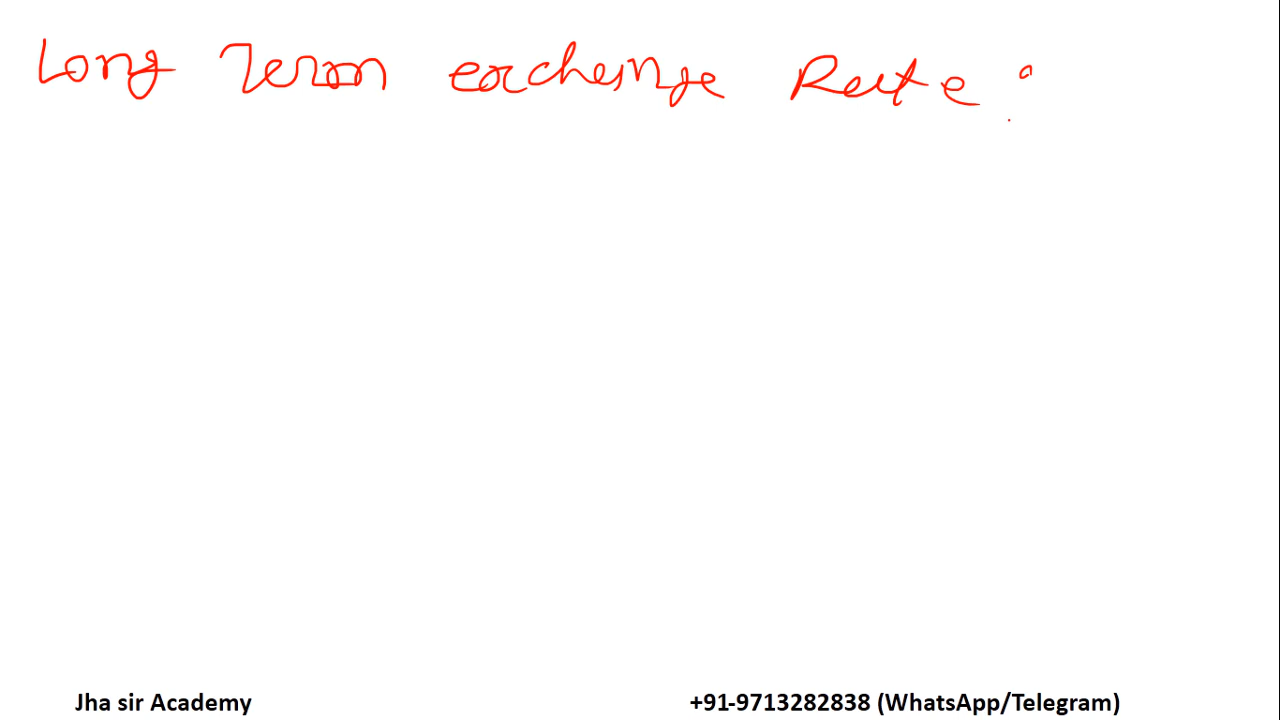 Long Term exchange Rate :
Jha sir Academy
+91-9713282838 (WhatsApp/Telegram)